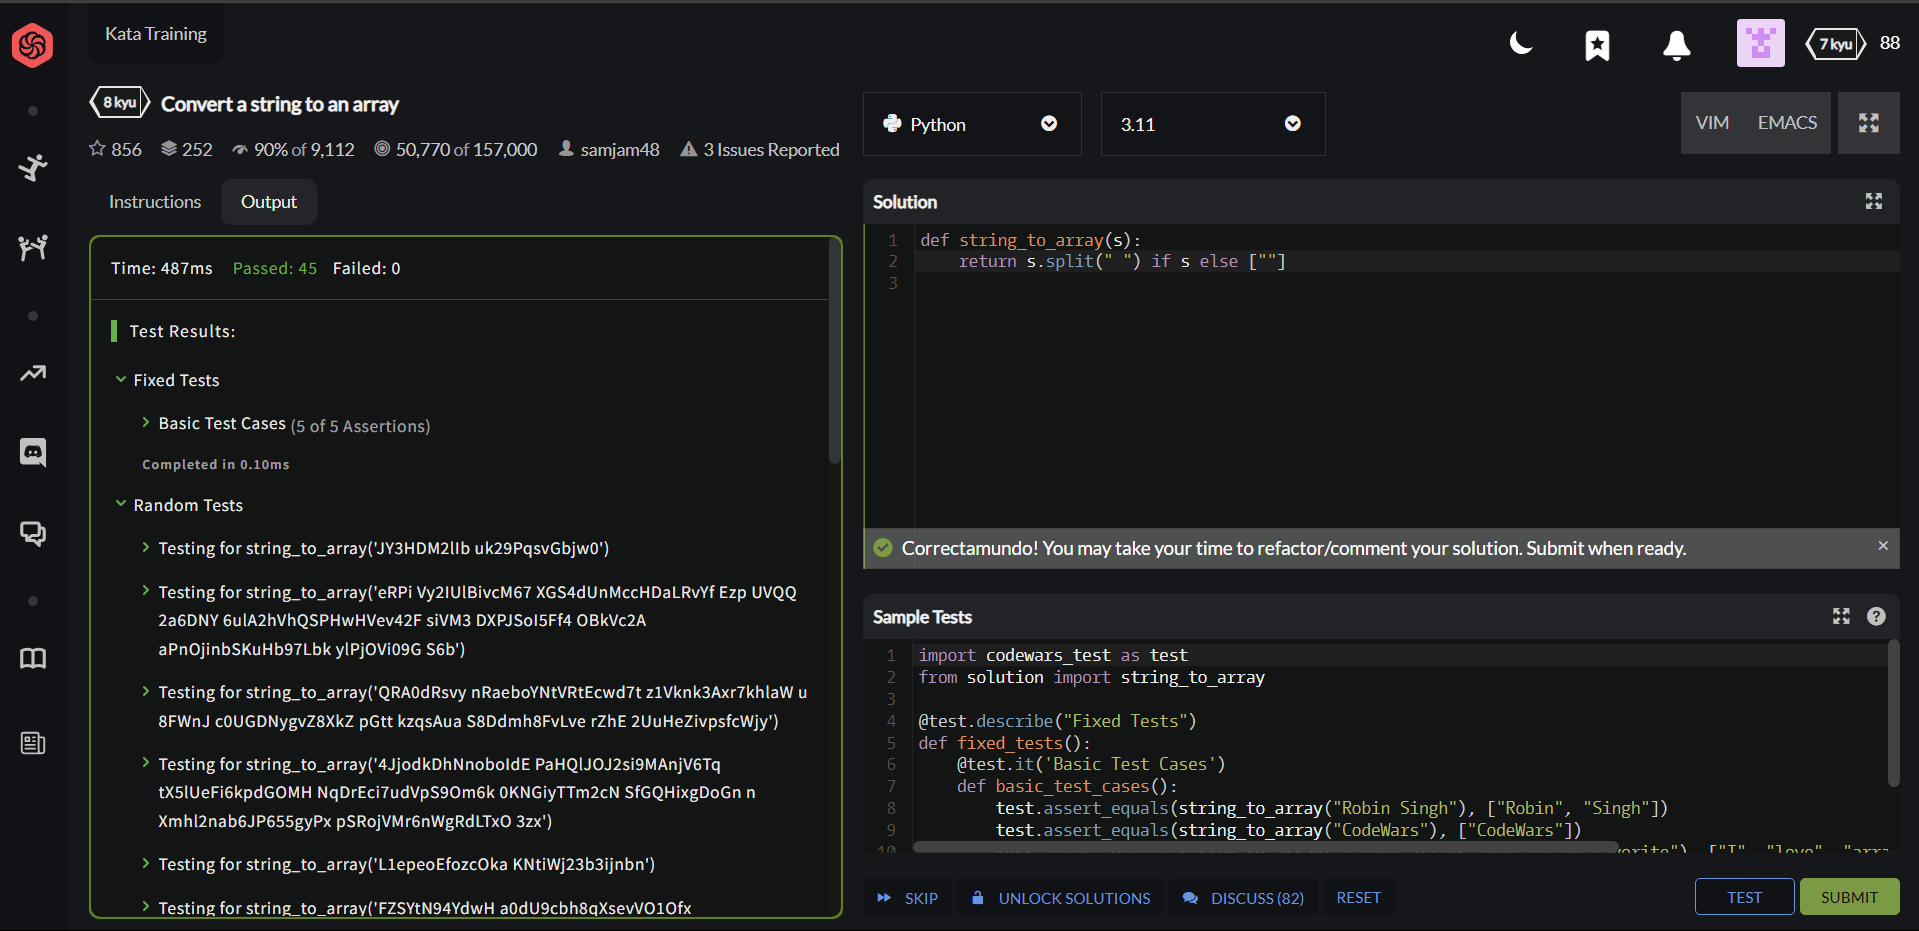 Kata Training
7 kyu 88
8 kyu Convert a string to an array
856 252 90% of 9,112 50,770 of 157,000 samjam48 3 Issues Reported
Python 3.11 VIM EMACS
Instructions Output
Time: 487ms Passed: 45 Failed: 0
Test Results:
Fixed Tests
Basic Test Cases (5 of 5 Assertions)
Completed in 0.10ms
Random Tests
Testing for string_to_array('JY3HDM2lIb uk29PqsvGbjw0')
Testing for string_to_array('eRPi Vy2IUlBivcM67 XGS4dUnMccHDaLRvYf Ezp UVQQ
2a6DNY 6ulA2hVhQSPHwHVev42F siVM3 DXPJSoI5Ff4 OBkVc2A
aPnOjinbSKuHb97Lbk ylPjOVi09G S6b')
Testing for string_to_array('QRA0dRsvy nRaeboYNtVRtEcwd7t z1Vknk3Axr7khlaW u
8FWnJ c0UGDNygvZ8XkZ pGtt kzqsAua S8Ddmh8FvLve rZhE 2UuHeZivpsfcWjy')
Testing for string_to_array('4JjodkDhNnoboIdE PaHQlJOJ2si9MAnjV6Tq
tX5lUeFi6kpdGOMH NqDrEci7udVpS9Om6k 0KNGiyTTm2cN SfGQHixgDoGn n
Xmhl2nab6JP655gyPx pSRojVMr6nWgRdLTxO 3zx')
Testing for string_to_array('L1epeoEfozcOka KNtiWj23b3ijnbn')
Testing for string_to_array('FZSYtN94YdwH a0dU9cbh8qXsevVO1Ofx
Solution
1 def string_to_array(s):
2 return s.split(" ") if s else [""]
3
Correctamundo! You may take your time to refactor/comment your solution. Submit when ready.
Sample Tests
1 import codewars_test as test
2 from solution import string_to_array
3
4 @test.describe("Fixed Tests")
5 def fixed_tests():
6 @test.it('Basic Test Cases')
7 def basic_test_cases():
8 test.assert_equals(string_to_array("Robin Singh"), ["Robin", "Singh"])
9 test.assert_equals(string_to_array("CodeWars"), ["CodeWars"])
10 ["I", "love",
SKIP UNLOCK SOLUTIONS DISCUSS (82) RESET TEST SUBMIT